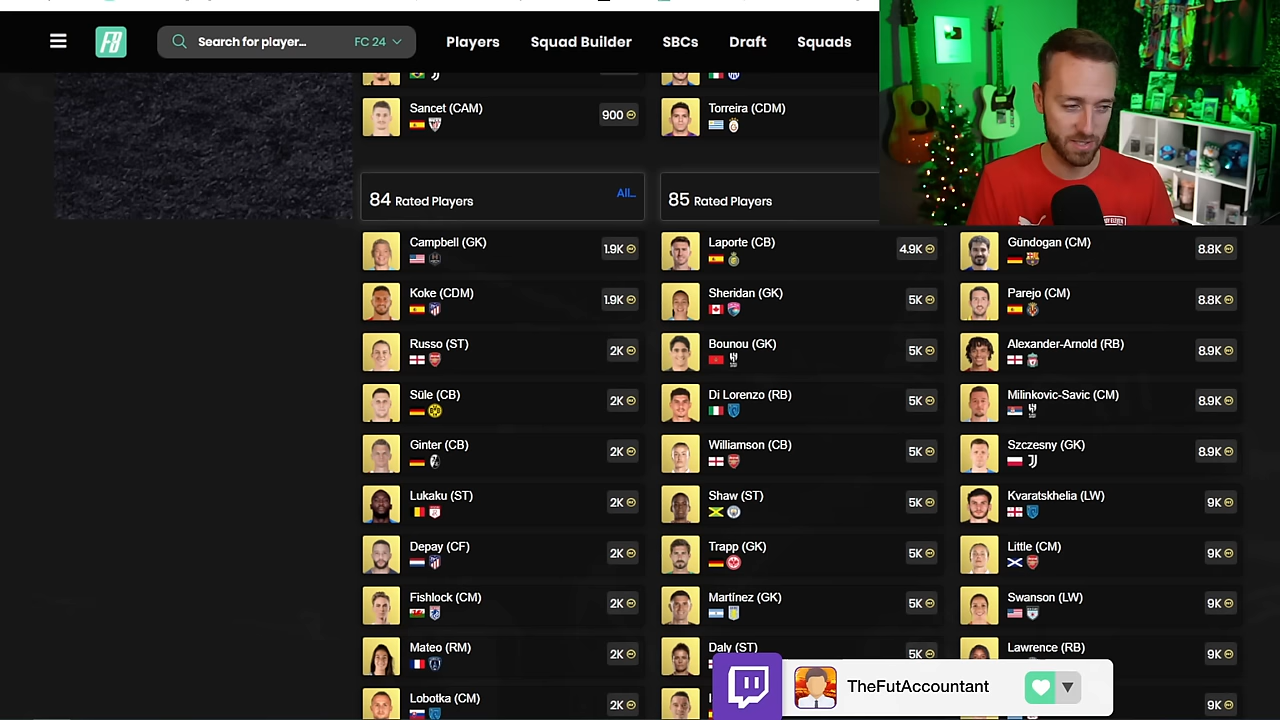 FB
Search for player...
FC 24
Players
Squad Builder
SBCs
Draft
Squads
Sancet (CAM)
900
Torreira (CDM)
84 Rated Players
All...
85 Rated Players
Campbell (GK)
1.9K
Laporte (CB)
4.9K
Gündogan (CM)
8.8K
Koke (CDM)
1.9K
Sheridan (GK)
5K
Parejo (CM)
8.8K
Russo (ST)
2K
Bounou (GK)
5K
Alexander-Arnold (RB)
8.9K
Süle (CB)
2K
Di Lorenzo (RB)
5K
Milinkovic-Savic (CM)
8.9K
Ginter (CB)
2K
Williamson (CB)
5K
Szczesny (GK)
8.9K
Lukaku (ST)
2K
Shaw (ST)
5K
Kvaratskhelia (LW)
9K
Depay (CF)
2K
Trapp (GK)
5K
Little (CM)
9K
Fishlock (CM)
2K
Martínez (GK)
5K
Swanson (LW)
9K
Mateo (RM)
2K
Daly (ST)
5K
Lawrence (RB)
9K
Lobotka (CM)
2K
9K
TheFutAccountant